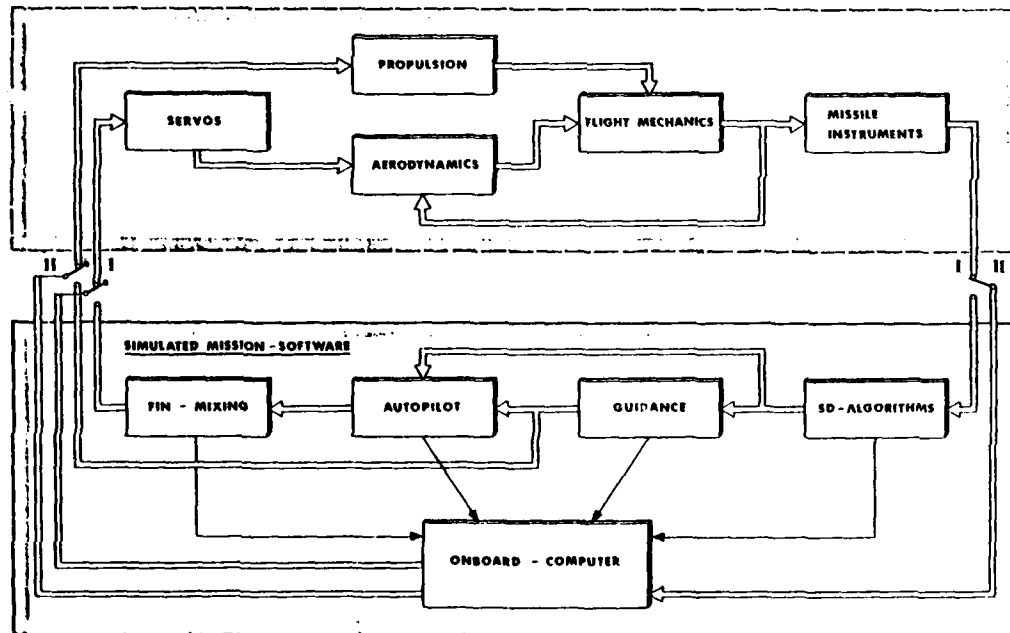 PROPULSION
SERVOS
FLIGHT MECHANICS
MISSILE
INSTRUMENTS
AERODYNAMICS
II
I
I
II
SIMULATED MISSION-SOFTWARE
FIN - MIXING
AUTOPILOT
GUIDANCE
SD-ALGORITHMS
ONBOARD - COMPUTER